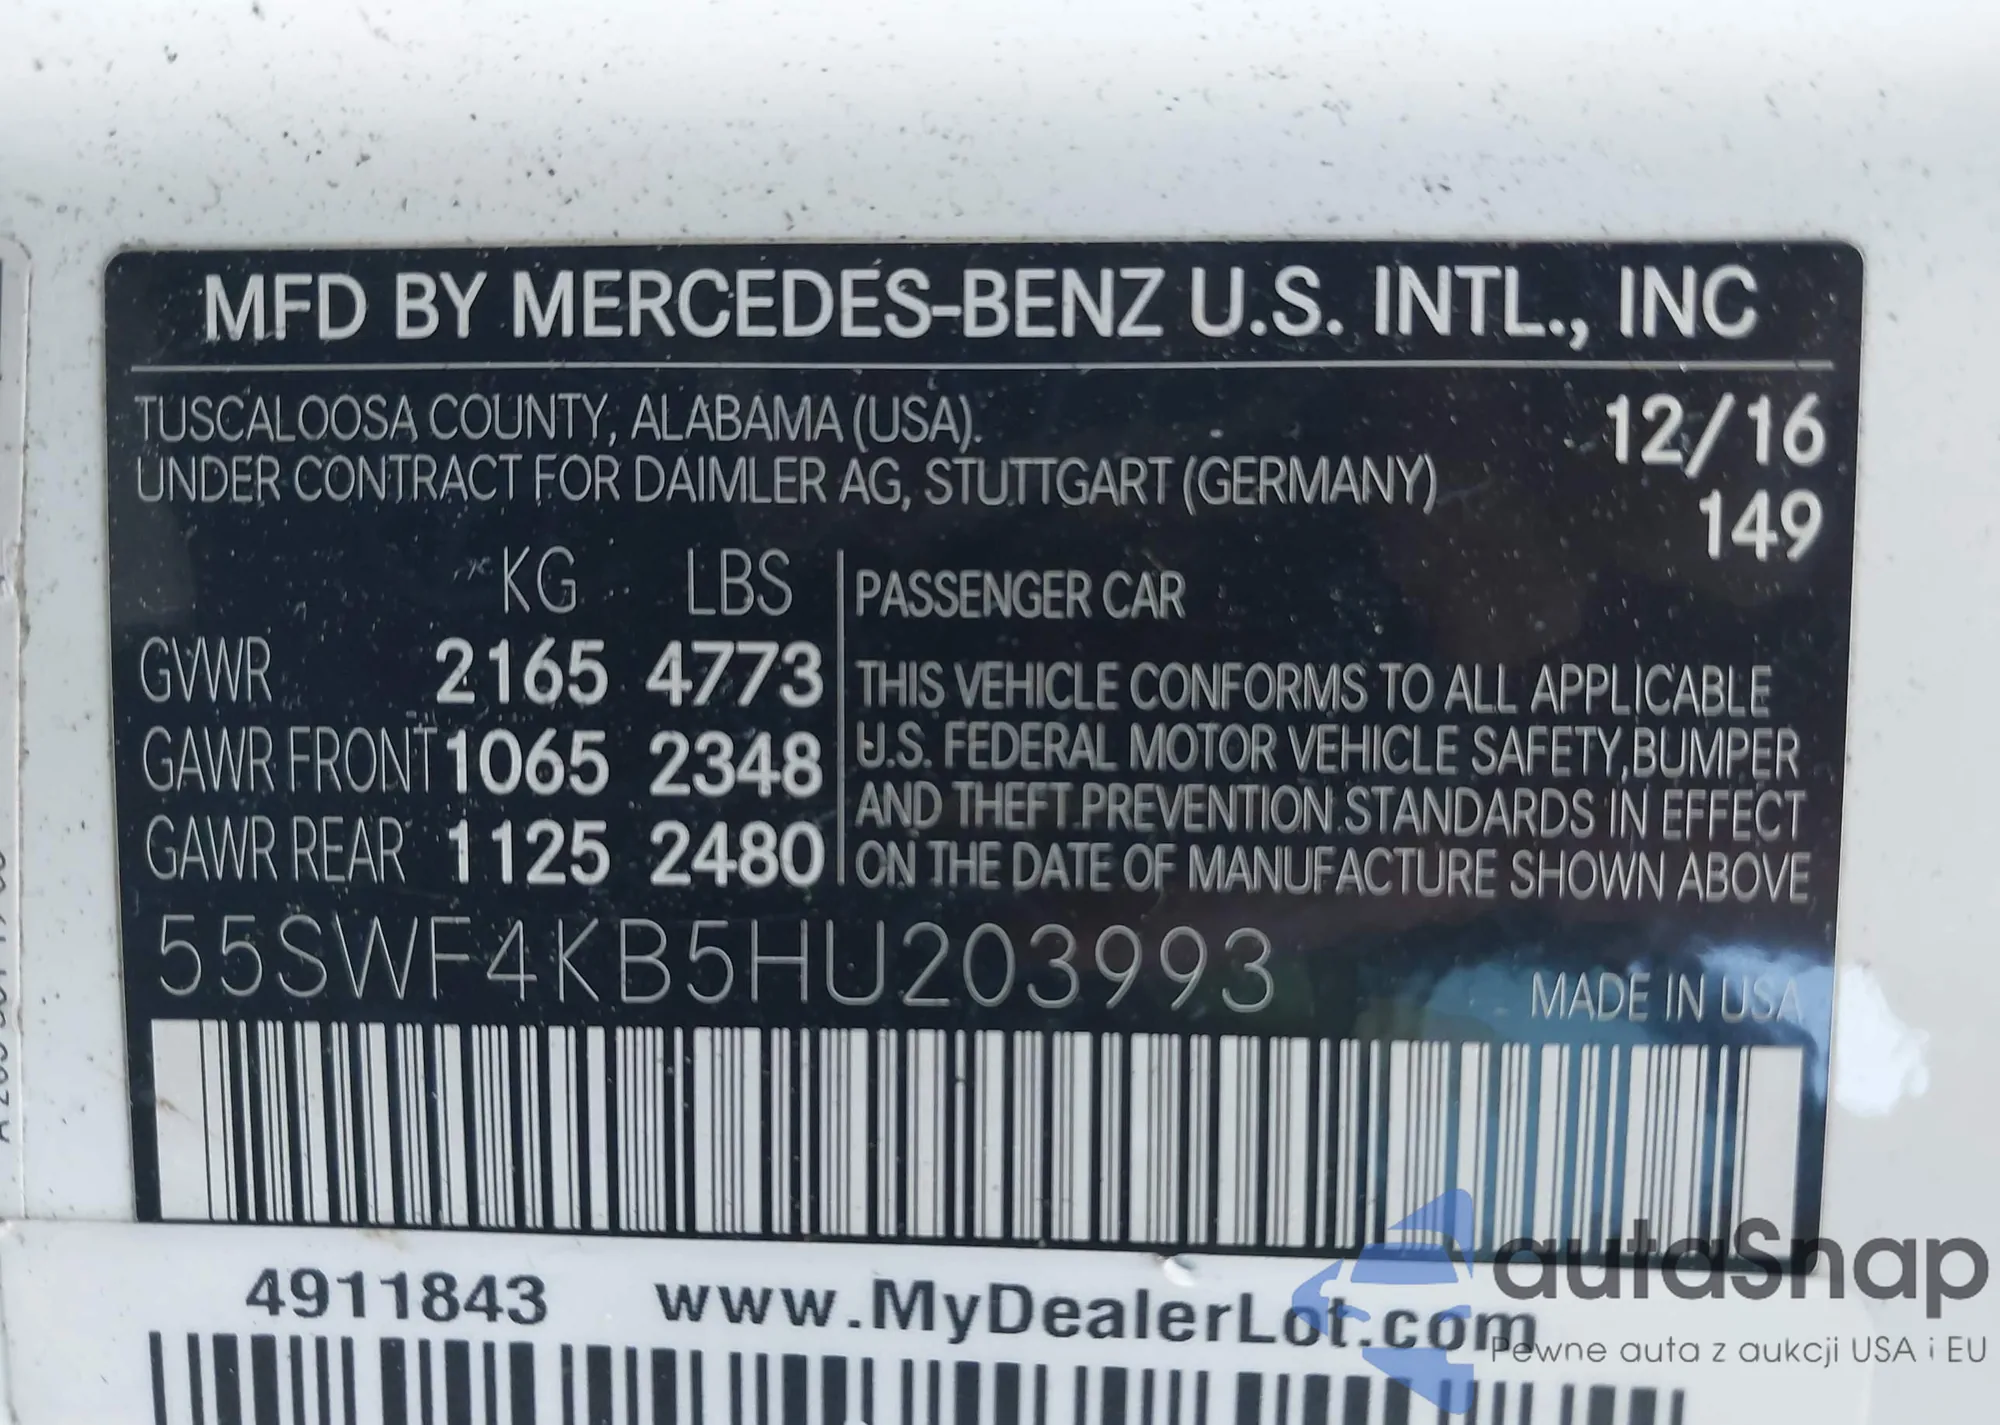 MFD BY MERCEDES-BENZ U.S. INTL., INC
TUSCALOOSA COUNTY, ALABAMA (USA).
UNDER CONTRACT FOR DAIMLER AG, STUTTGART (GERMANY)
12/16
149
KG LBS
GVWR 2165 4773
GAWR FRONT 1065 2348
GAWR REAR 1125 2480
PASSENGER CAR
THIS VEHICLE CONFORMS TO ALL APPLICABLE
U.S. FEDERAL MOTOR VEHICLE SAFETY, BUMPER
AND THEFT PREVENTION STANDARDS IN EFFECT
ON THE DATE OF MANUFACTURE SHOWN ABOVE
55SWF4KB5HU203993
MADE IN USA
4911843 www.MyDealerLot.com
autaSnap
Pewne auta z aukcji USA i EU